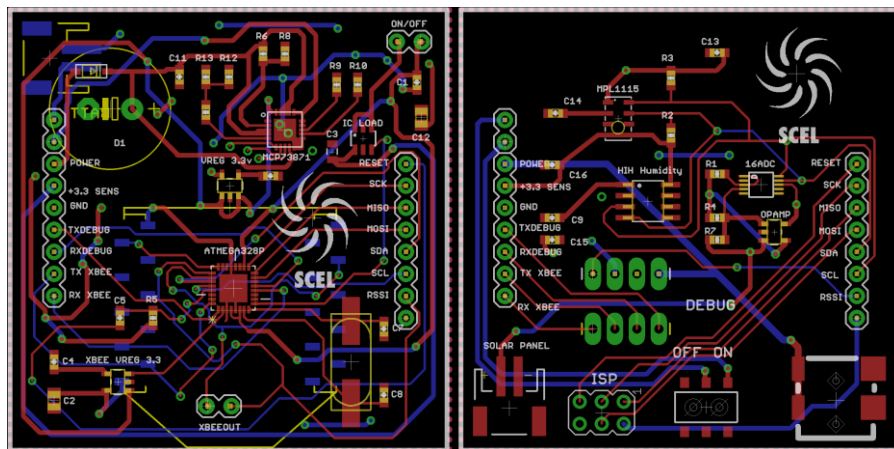 ON/OFF
R6 R8
C11 R13 R12
R9 R10
C1
TTA
D1
IC LOAD
C3
C12
MCP73871
VREG 3.3v
POWER
+3.3 SENS
GND
TXDEBUG
RXDEBUG
TX XBEE
RX XBEE
RESET
SCK
MISO
MOSI
SDA
SCL
RSSI
SCEL
ATMEGA328P
C5 R5
C7
C4
XBEE VREG 3.3
C2
C8
XBEEOUT
C13
R3
MPL1115
C14
R2
SCEL
POWER
C16
HIH Humidity
R1
16ADC
RESET
+3.3 SENS
SCK
GND
C9
R4
MISO
TXDEBUG
R7
OPAMP
MOSI
C15
RXDEBUG
SDA
TX XBEE
SCL
RX XBEE
DEBUG
RSSI
SOLAR PANEL
OFF ON
ISP
1